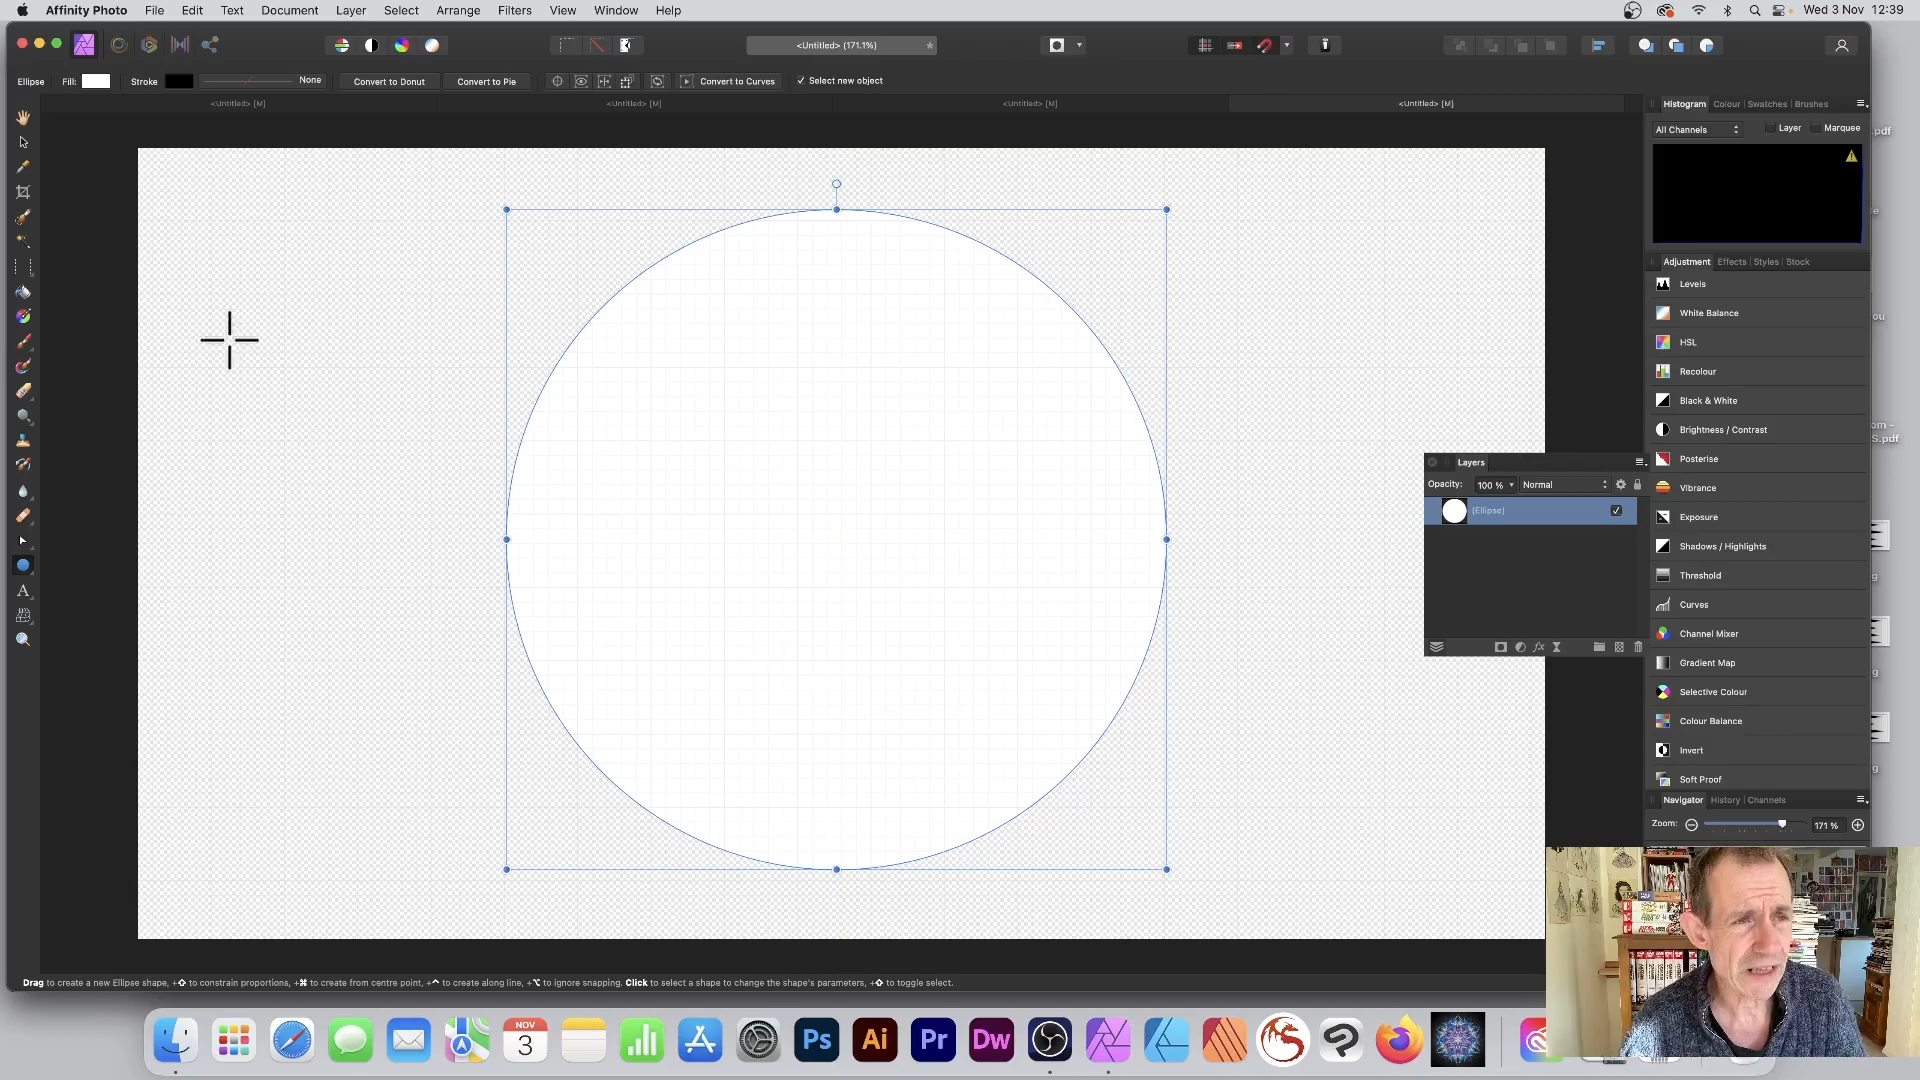 Affinity Photo File Edit Text Document Layer Select Arrange Filters View Window Help Wed 3 Nov 12:39
<Untitled> (171.1%)
Ellipse Fill: Stroke None Convert to Donut Convert to Pie Convert to Curves Select new object
<Untitled> [M] <Untitled> [M] <Untitled> [M] <Untitled> [M]
Histogram Colour Swatches Brushes
All Channels Layer Marquee
.pdf
Adjustment Effects Styles Stock
Levels
White Balance
ou
HSL
Recolour
Black & White
Brightness / Contrast
om -
S.pdf
Posterise
Layers
Opacity: 100 % Normal
Vibrance
(Ellipse)
Exposure
Shadows / Highlights
Threshold
Curves
Channel Mixer
Gradient Map
Selective Colour
Colour Balance
Invert
Soft Proof
Navigator History Channels
Zoom: 171 %
Drag to create a new Ellipse shape, +⇧ to constrain proportions, +⌘ to create from centre point, +^ to create along line, +⌥ to ignore snapping. Click to select a shape to change the shape's parameters, +⇧ to toggle select.
NOV
3
Ps Ai Pr Dw